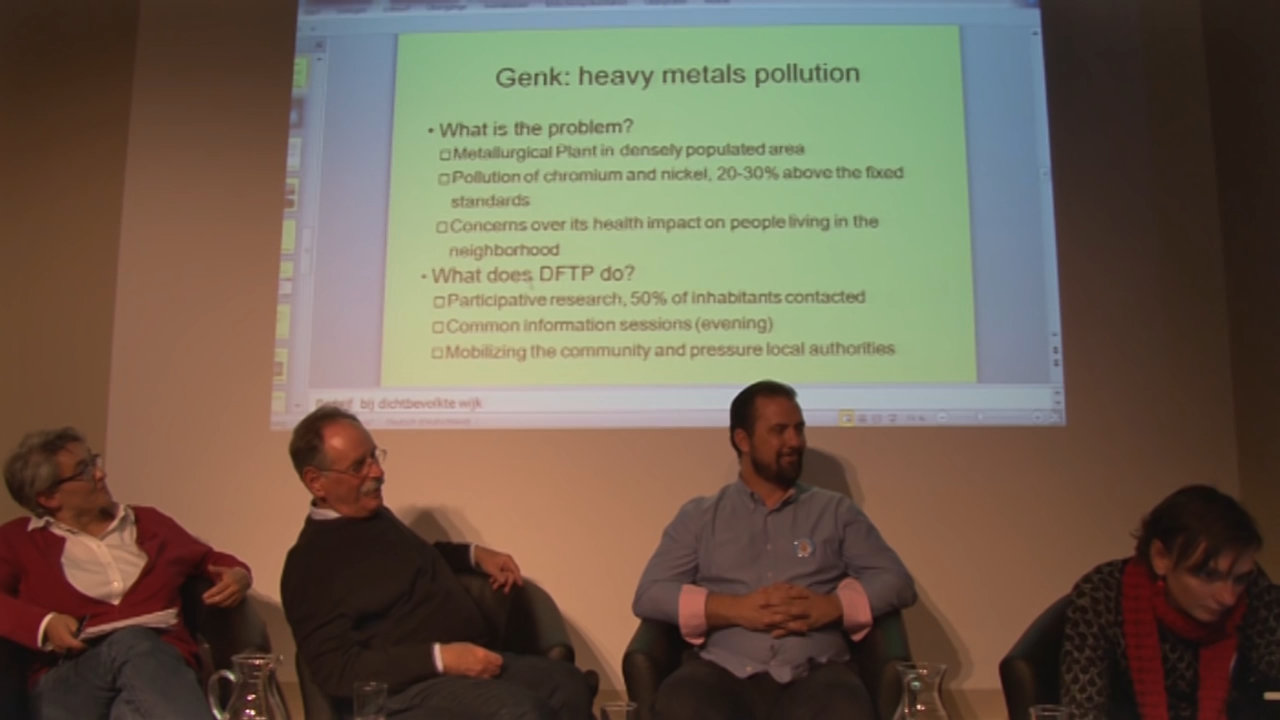 Genk: heavy metals pollution
• What is the problem?
□ Metallurgical Plant in densely populated area
□ Pollution of chromium and nickel, 20-30% above the fixed
standards
□ Concerns over its health impact on people living in the
neighborhood
• What does DFTP do?
□ Participative research, 50% of inhabitants contacted
□ Common information sessions (evening)
□ Mobilizing the community and pressure local authorities
bij dichtbevolkte wijk